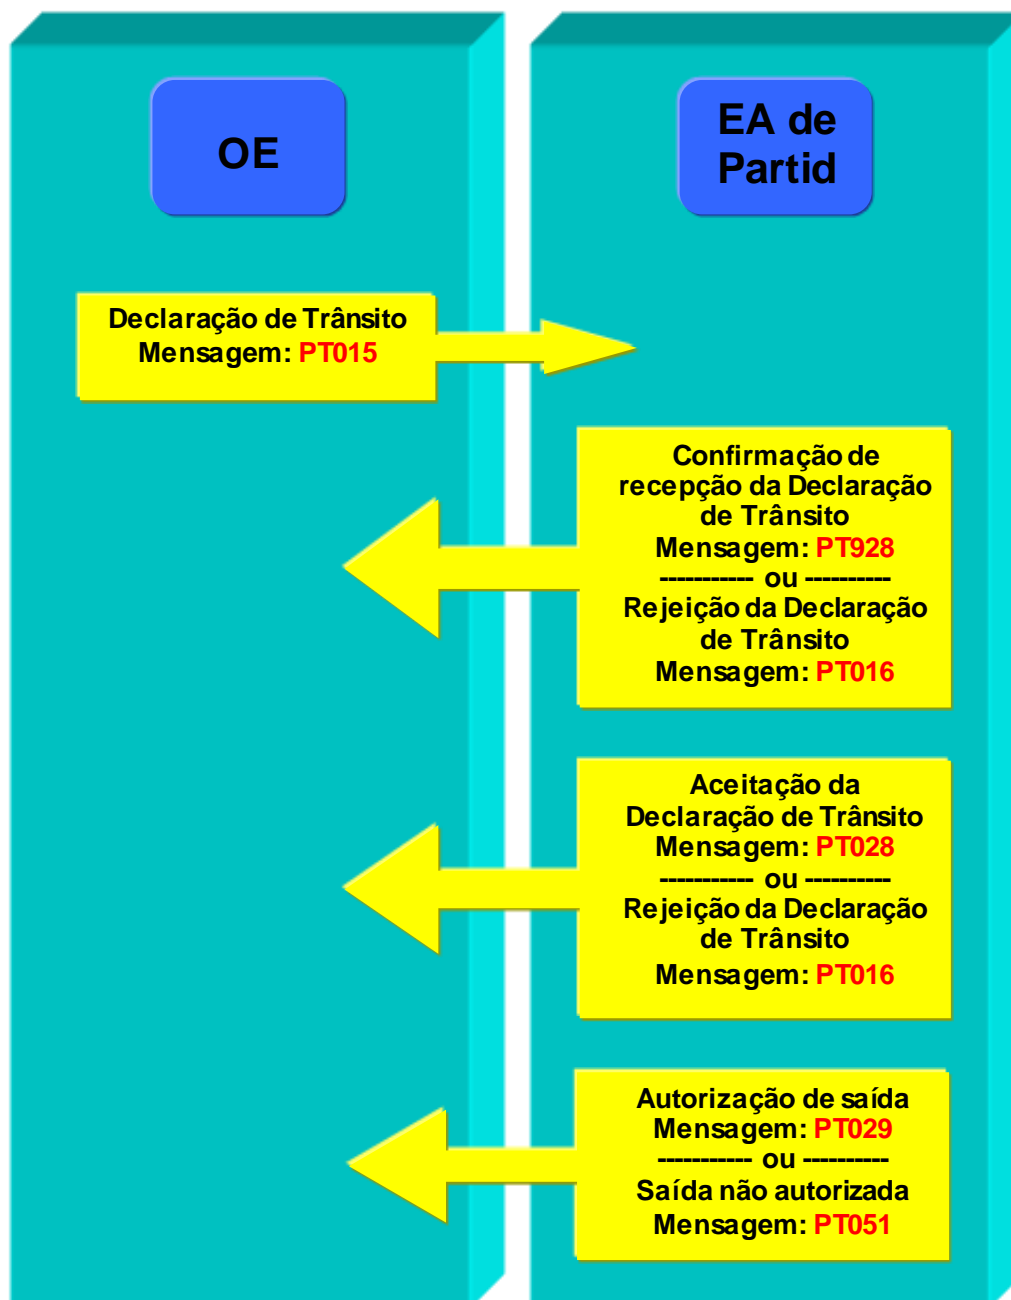 OE
EA de
Partid
Declaração de Trânsito
Mensagem: PT015
Confirmação de
recepção da Declaração
de Trânsito
Mensagem: PT928
----------- ou ----------
Rejeição da Declaração
de Trânsito
Mensagem: PT016
Aceitação da
Declaração de Trânsito
Mensagem: PT028
----------- ou ----------
Rejeição da Declaração
de Trânsito
Mensagem: PT016
Autorização de saída
Mensagem: PT029
----------- ou ----------
Saída não autorizada
Mensagem: PT051